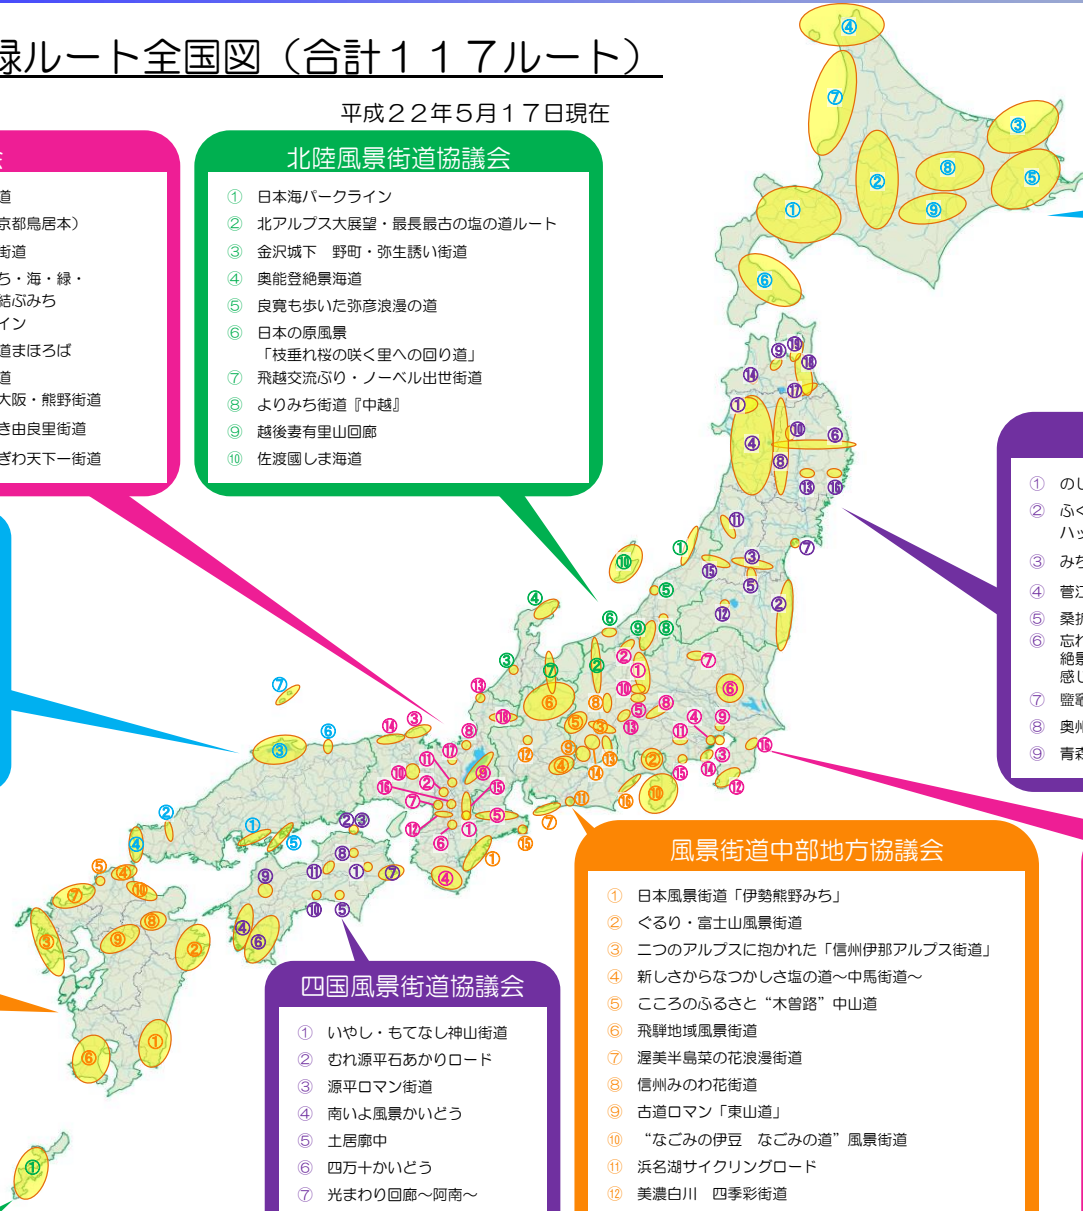 録ルート全国図（合計１１７ルート）
平成２２年５月１７日現在
会
道
京都鳥居本）
街道
ち・海・緑・
結ぶみち
イン
道まほろば
道
大阪・熊野街道
き由良里街道
ぎわ天下一街道
北陸風景街道協議会
① 日本海パークライン
② 北アルプス大展望・最長最古の塩の道ルート
③ 金沢城下　野町・弥生誘い街道
④ 奥能登絶景海道
⑤ 良寛も歩いた弥彦浪漫の道
⑥ 日本の原風景
「枝垂れ桜の咲く里への回り道」
⑦ 飛越交流ぶり・ノーベル出世街道
⑧ よりみち街道『中越』
⑨ 越後妻有里山回廊
⑩ 佐渡國しま海道
① のし
② ふく
ハッ
③ みち
④ 菅江
⑤ 桑折
⑥ 忘れ
絶景
感じ
⑦ 鹽竈
⑧ 奥州
⑨ 青森
四国風景街道協議会
① いやし・もてなし神山街道
② むれ源平石あかりロード
③ 源平ロマン街道
④ 南いよ風景かいどう
⑤ 土居廓中
⑥ 四万十かいどう
⑦ 光まわり回廊～阿南～
風景街道中部地方協議会
① 日本風景街道「伊勢熊野みち」
② ぐるり・富士山風景街道
③ 二つのアルプスに抱かれた「信州伊那アルプス街道」
④ 新しさからなつかしさ塩の道～中馬街道～
⑤ こころのふるさと“木曽路”中山道
⑥ 飛騨地域風景街道
⑦ 渥美半島菜の花浪漫街道
⑧ 信州みのわ花街道
⑨ 古道ロマン「東山道」
⑩ “なごみの伊豆　なごみの道”風景街道
⑪ 浜名湖サイクリングロード
⑫ 美濃白川　四季彩街道